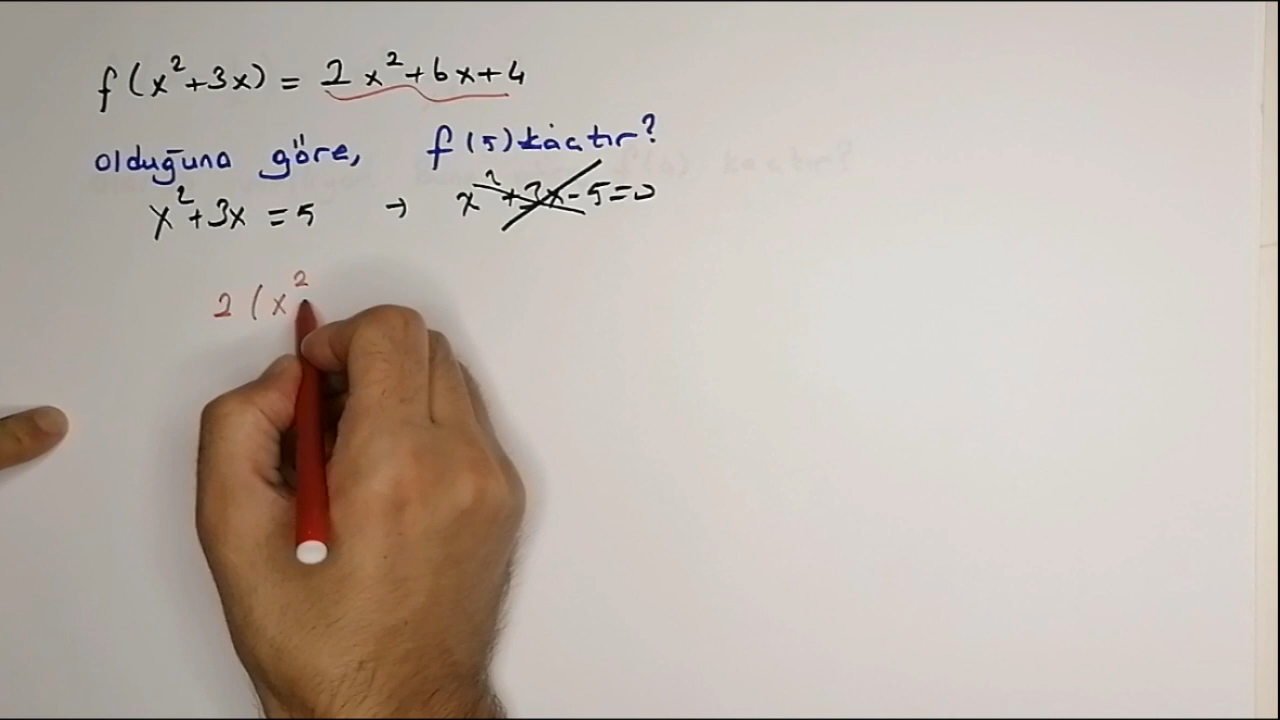 f(x²+3x) = 2x²+6x+4
olduğuna göre, f(5) kaçtır?
x²+3x = 5 → x²+3x-5=0
2(x²